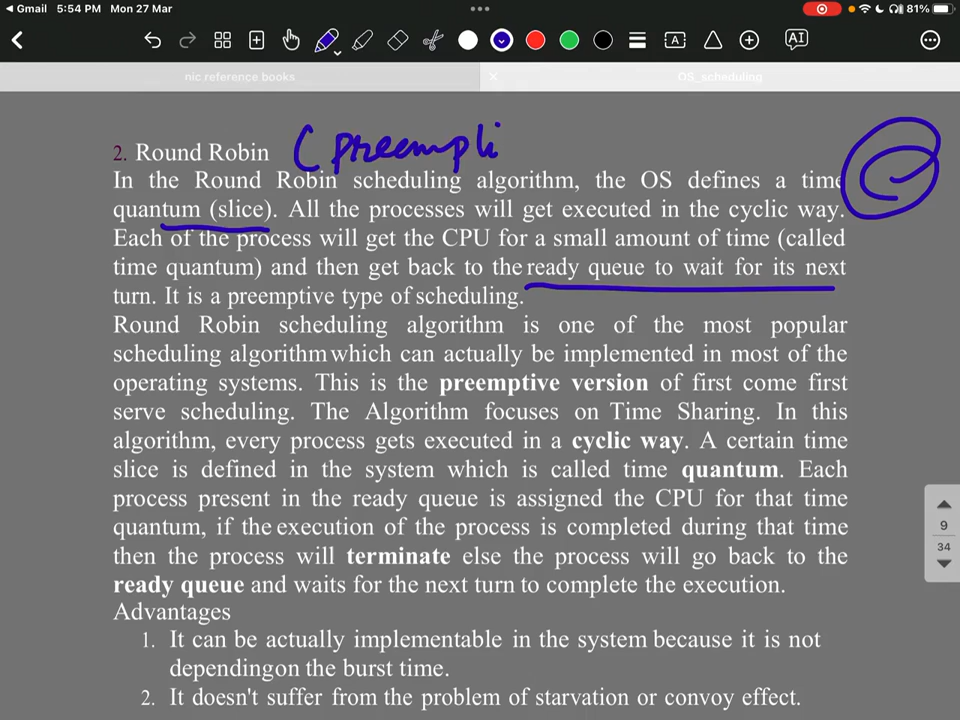 Gmail 5:54 PM Mon 27 Mar 81%
A AI
nic reference books × OS_scheduling
2. Round Robin ( Preempti
In the Round Robin scheduling algorithm, the OS defines a time
quantum (slice). All the processes will get executed in the cyclic way.
Each of the process will get the CPU for a small amount of time (called
time quantum) and then get back to the ready queue to wait for its next
turn. It is a preemptive type of scheduling.
Round Robin scheduling algorithm is one of the most popular
scheduling algorithm which can actually be implemented in most of the
operating systems. This is the preemptive version of first come first
serve scheduling. The Algorithm focuses on Time Sharing. In this
algorithm, every process gets executed in a cyclic way. A certain time
slice is defined in the system which is called time quantum. Each
process present in the ready queue is assigned the CPU for that time
quantum, if the execution of the process is completed during that time
then the process will terminate else the process will go back to the
ready queue and waits for the next turn to complete the execution.
Advantages
1. It can be actually implementable in the system because it is not
dependingon the burst time.
2. It doesn't suffer from the problem of starvation or convoy effect.
9
34